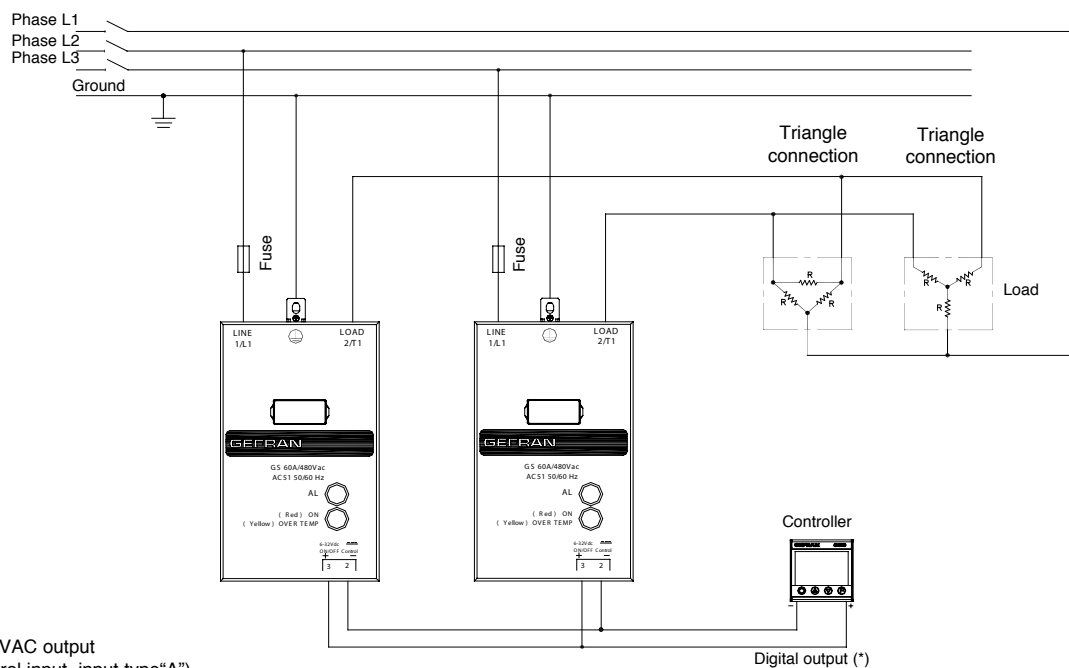 Phase L1
Phase L2
Phase L3
Ground
Triangle
connection
Triangle
connection
Fuse
Fuse
R
R
R
R
R
R
Load
LINE
1/L1
LOAD
2/T1
GEFRAN
GS 60A/480Vac
AC51 50/60 Hz
AL
( Red ) ON
( Yellow ) OVER TEMP
6-32Vdc
ON/OFF Control
+ −
3 2
LINE
1/L1
LOAD
2/T1
GEFRAN
GS 60A/480Vac
AC51 50/60 Hz
AL
( Red ) ON
( Yellow ) OVER TEMP
6-32Vdc
ON/OFF Control
+ −
3 2
Controller
GEFRAN
− +
Digital output (*)
VAC output
input, input type“A”)